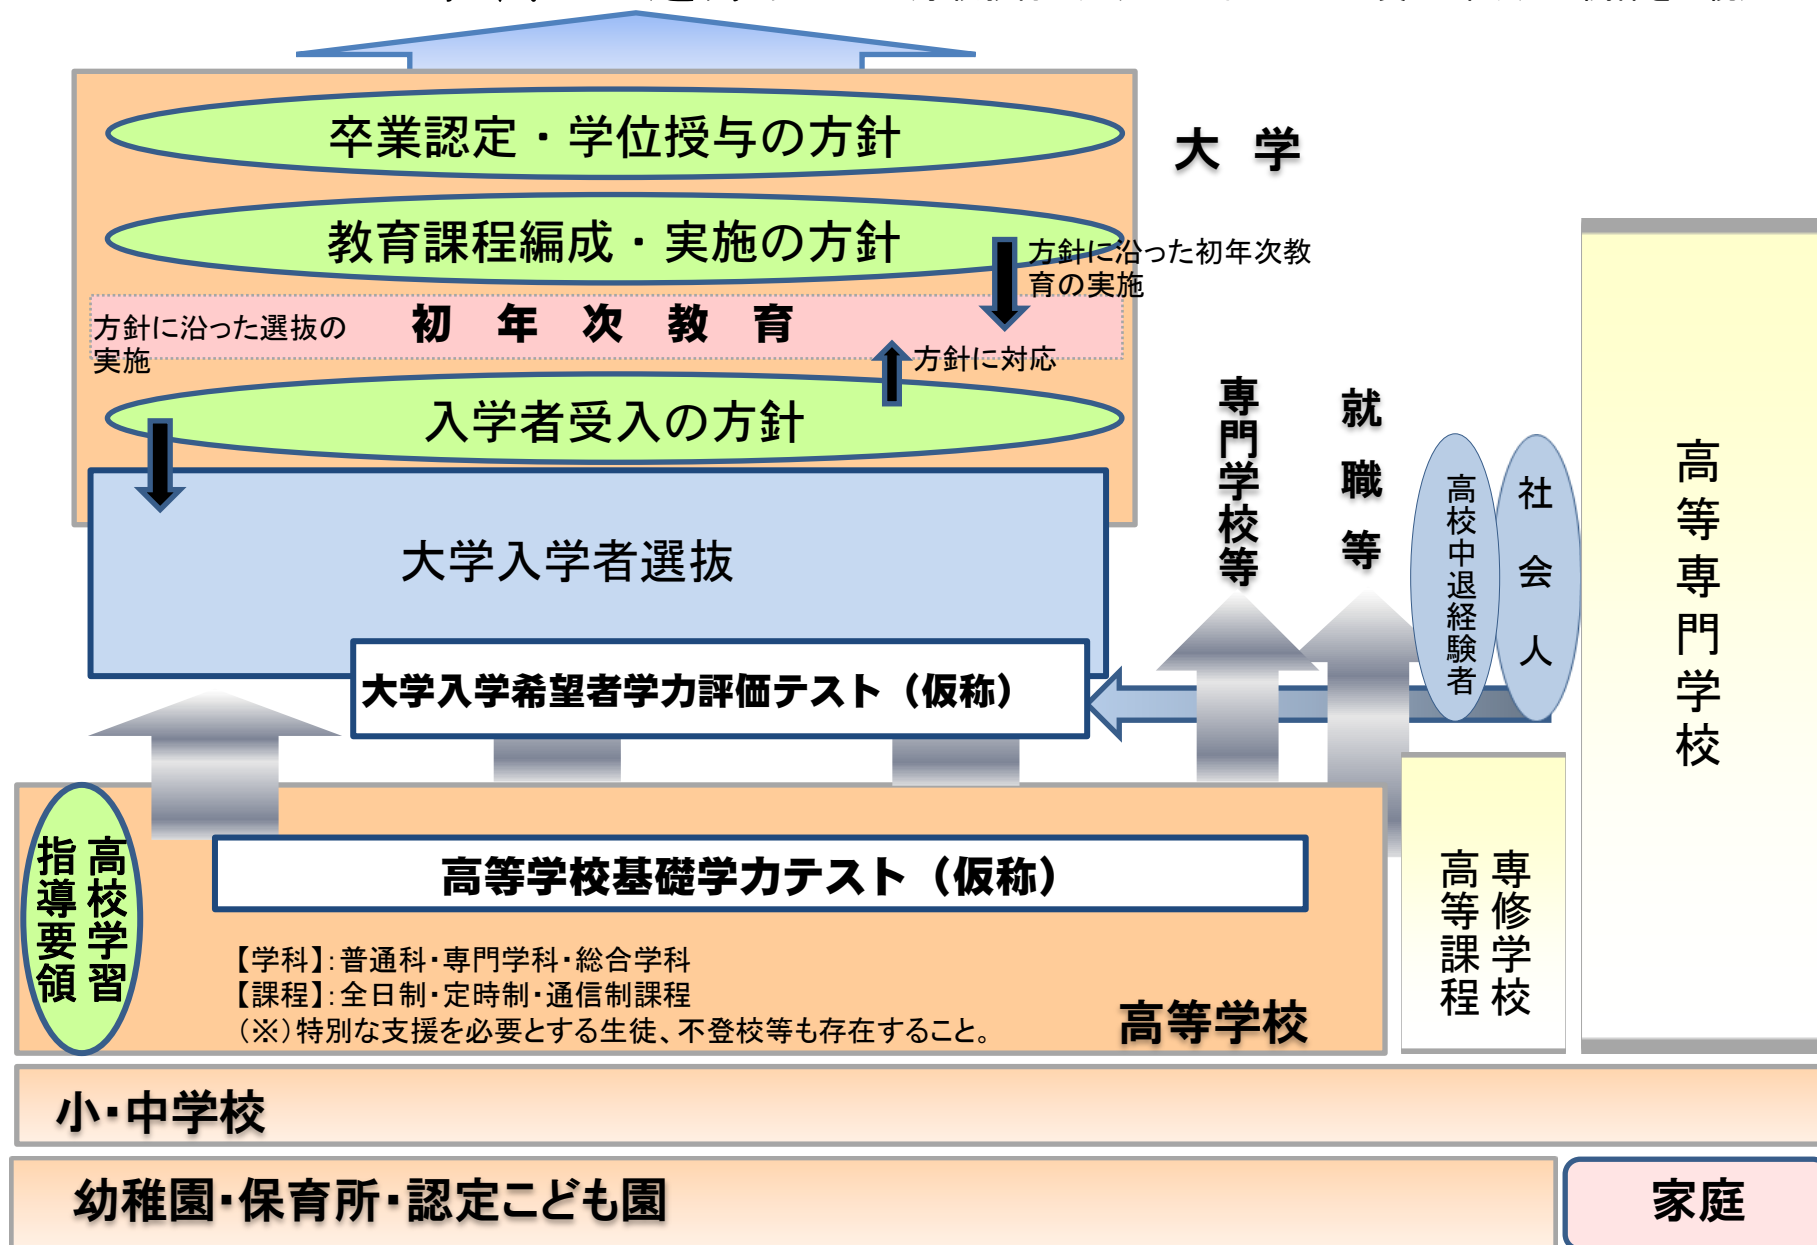 卒業認定・学位授与の方針
大 学
教育課程編成・実施の方針
方針に沿った初年次教
育の実施
初 年 次 教 育
方針に沿った選抜の
実施
方針に対応
入学者受入の方針
大学入学者選抜
大学入学希望者学力評価テスト（仮称）
専門学校等
就職等
高校中退経験者
社会人
高等専門学校
高校学習
指導要領
高等学校基礎学力テスト（仮称）
【学科】：普通科・専門学科・総合学科
【課程】：全日制・定時制・通信制課程
（※）特別な支援を必要とする生徒、不登校等も存在すること。
高等学校
専修学校
高等課程
小・中学校
幼稚園・保育所・認定こども園
家庭